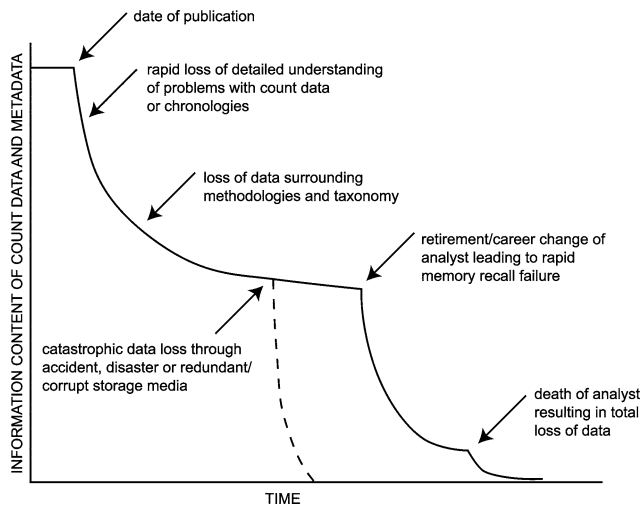 date of publication
rapid loss of detailed understanding
of problems with count data
or chronologies
loss of data surrounding
methodologies and taxonomy
retirement/career change of
analyst leading to rapid
memory recall failure
catastrophic data loss through
accident, disaster or redundant/
corrupt storage media
death of analyst
resulting in total
loss of data
INFORMATION CONTENT OF COUNT DATA AND METADATA
TIME